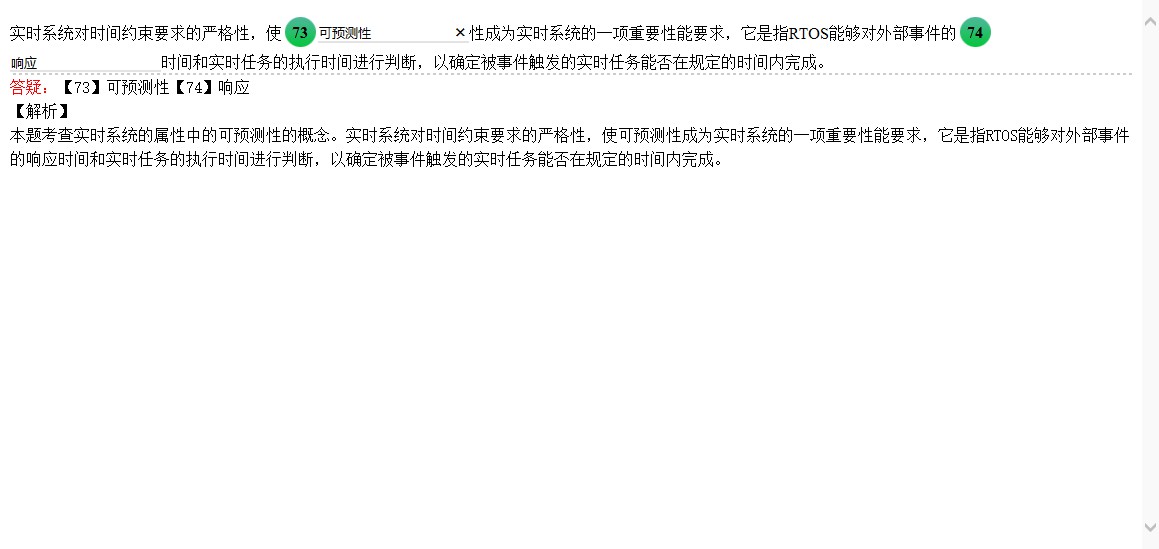 实时系统对时间约束要求的严格性，使 73 可预测性 × 性成为实时系统的一项重要性能要求，它是指RTOS能够对外部事件的 74
响应 时间和实时任务的执行时间进行判断，以确定被事件触发的实时任务能否在规定的时间内完成。
答疑：【73】可预测性【74】响应
【解析】
本题考查实时系统的属性中的可预测性的概念。实时系统对时间约束要求的严格性，使可预测性成为实时系统的一项重要性能要求，它是指RTOS能够对外部事件
的响应时间和实时任务的执行时间进行判断，以确定被事件触发的实时任务能否在规定的时间内完成。